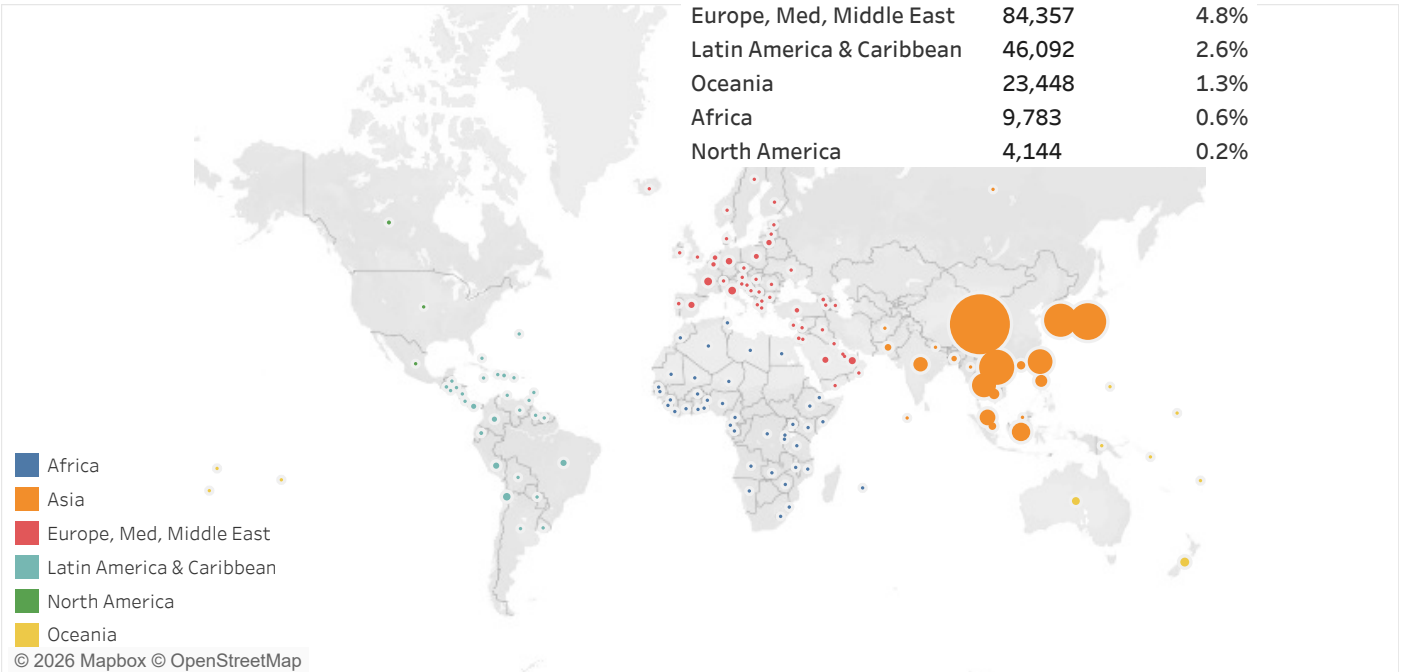 Europe, Med, Middle East 84,357 4.8%
Latin America & Caribbean 46,092 2.6%
Oceania 23,448 1.3%
Africa 9,783 0.6%
North America 4,144 0.2%
Africa
Asia
Europe, Med, Middle East
Latin America & Caribbean
North America
Oceania
© 2026 Mapbox © OpenStreetMap